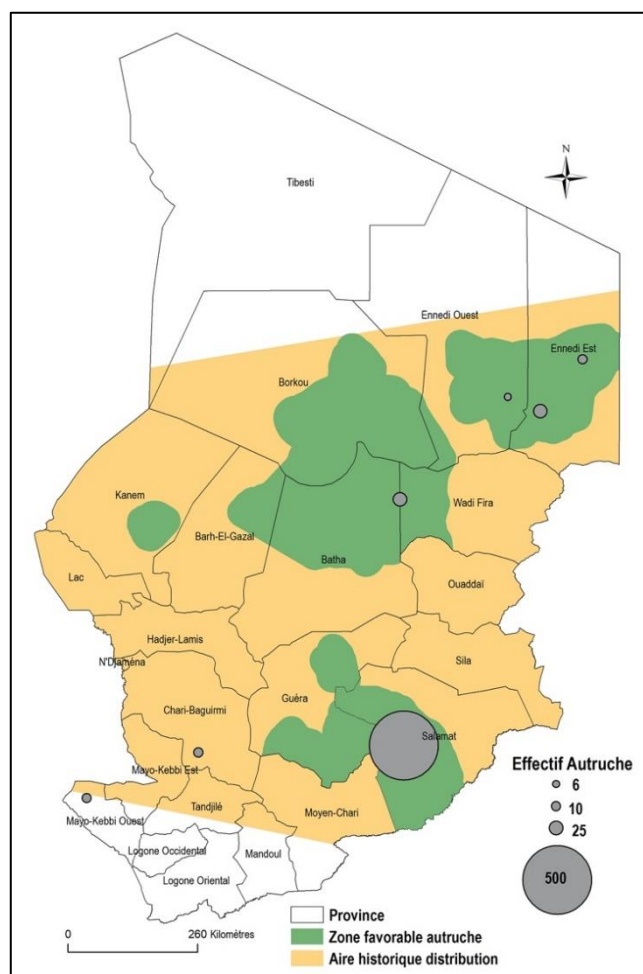 N
Tibesti
Ennedi Ouest
Ennedi Est
Borkou
Kanem
Wadi Fira
Barh-El-Gazal
Batha
Lac
Ouaddaï
Hadjer-Lamis
N'Djaména
Sila
Guéra
Chari-Baguirmi
Salamat
Mayo-Kebbi Est
Tandjilé
Moyen-Chari
Mayo-Kebbi Ouest
Logone Occidental
Mandoul
Logone Oriental
Effectif Autruche
6
10
25
500
Province
Zone favorable autruche
Aire historique distribution
0 260 Kilomètres